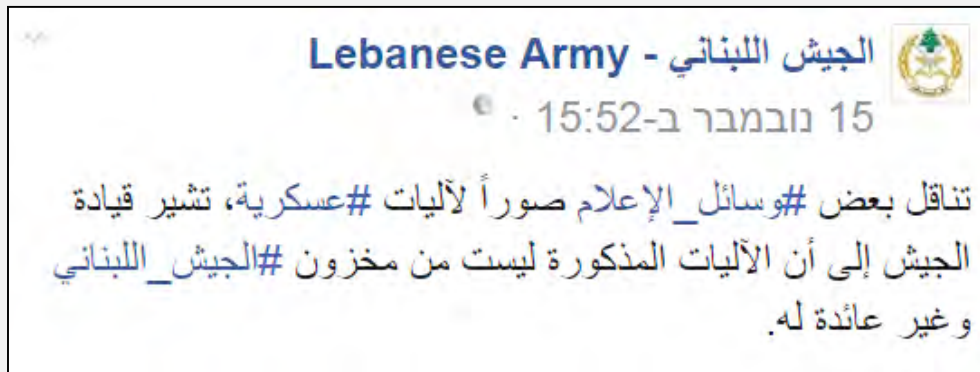 الجيش اللبناني - Lebanese Army
15 נובמבר ב-15:52 ·
تناقل بعض #وسائل_الإعلام صوراً لآليات #عسكرية، تشير قيادة
الجيش إلى أن الآليات المذكورة ليست من مخزون #الجيش_اللبناني
وغير عائدة له.